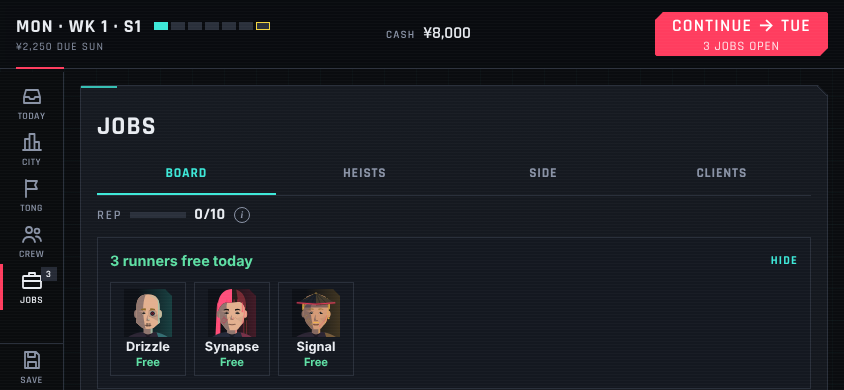 MON · WK 1 · S1
¥2,250 DUE SUN
CASH ¥8,000
CONTINUE → TUE
3 JOBS OPEN
TODAY
CITY
TONG
CREW
3
JOBS
SAVE
JOBS
BOARD HEISTS SIDE CLIENTS
REP 0/10 i
3 runners free today HIDE
Drizzle Synapse Signal
Free Free Free